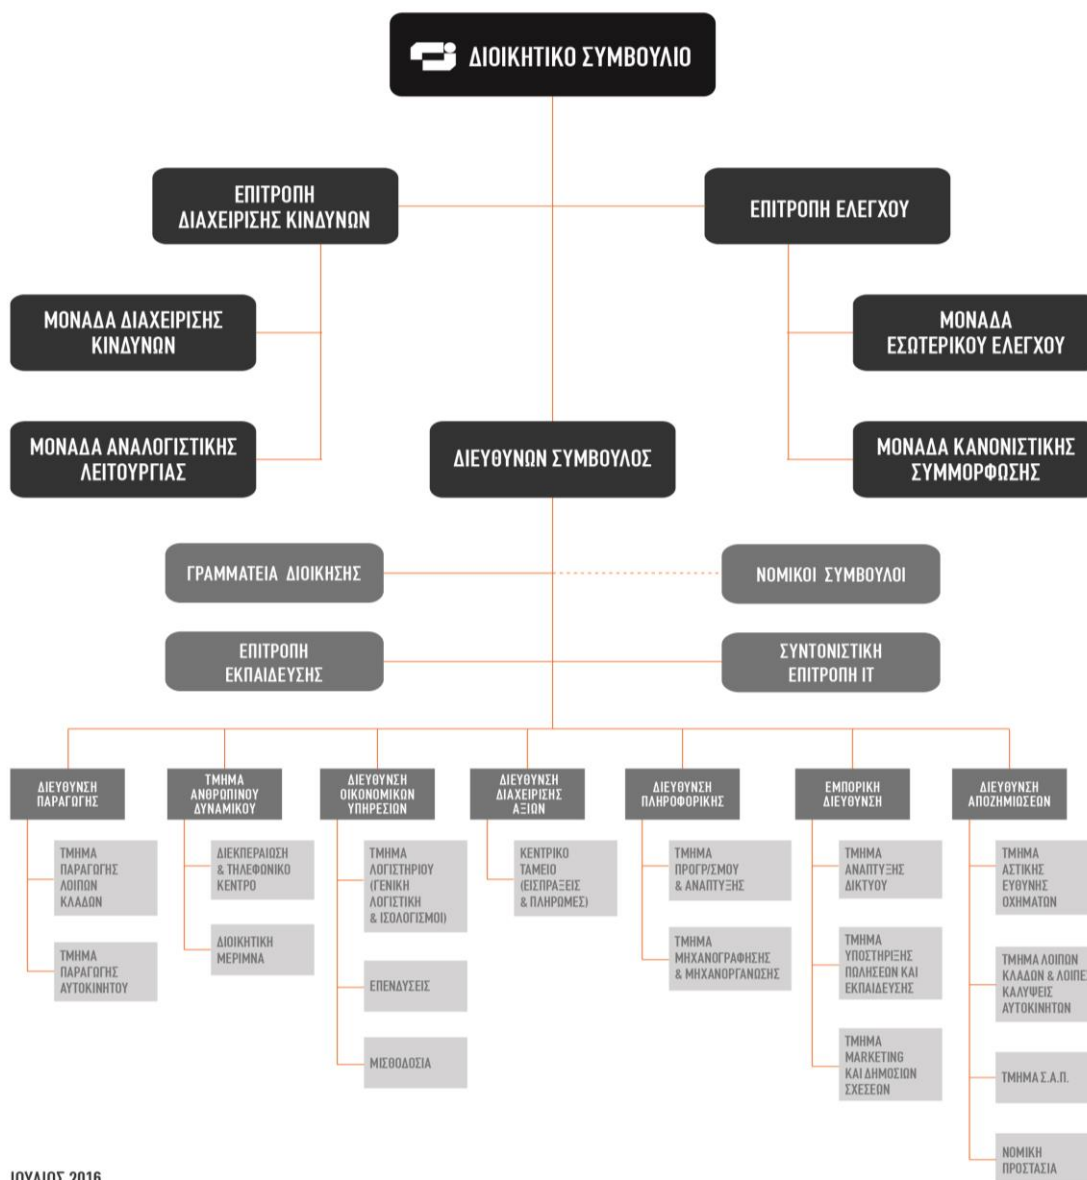 ΔΙΟΙΚΗΤΙΚΟ ΣΥΜΒΟΥΛΙΟ
ΕΠΙΤΡΟΠΗ
ΔΙΑΧΕΙΡΙΣΗΣ ΚΙΝΔΥΝΩΝ
ΕΠΙΤΡΟΠΗ ΕΛΕΓΧΟΥ
ΜΟΝΑΔΑ ΔΙΑΧΕΙΡΙΣΗΣ
ΚΙΝΔΥΝΩΝ
ΜΟΝΑΔΑ
ΕΣΩΤΕΡΙΚΟΥ ΕΛΕΓΧΟΥ
ΜΟΝΑΔΑ ΑΝΑΛΟΓΙΣΤΙΚΗΣ
ΛΕΙΤΟΥΡΓΙΑΣ
ΔΙΕΥΘΥΝΩΝ ΣΥΜΒΟΥΛΟΣ
ΜΟΝΑΔΑ ΚΑΝΟΝΙΣΤΙΚΗΣ
ΣΥΜΜΟΡΦΩΣΗΣ
ΓΡΑΜΜΑΤΕΙΑ ΔΙΟΙΚΗΣΗΣ
ΝΟΜΙΚΟΙ ΣΥΜΒΟΥΛΟΙ
ΕΠΙΤΡΟΠΗ
ΕΚΠΑΙΔΕΥΣΗΣ
ΣΥΝΤΟΝΙΣΤΙΚΗ
ΕΠΙΤΡΟΠΗ IT
ΔΙΕΥΘΥΝΣΗ
ΠΑΡΑΓΩΓΗΣ
ΤΜΗΜΑ
ΑΝΘΡΩΠΙΝΟΥ
ΔΥΝΑΜΙΚΟΥ
ΔΙΕΥΘΥΝΣΗ
ΟΙΚΟΝΟΜΙΚΩΝ
ΥΠΗΡΕΣΙΩΝ
ΔΙΕΥΘΥΝΣΗ
ΔΙΑΧΕΙΡΙΣΗΣ
ΑΞΙΩΝ
ΔΙΕΥΘΥΝΣΗ
ΠΛΗΡΟΦΟΡΙΚΗΣ
ΕΜΠΟΡΙΚΗ
ΔΙΕΥΘΥΝΣΗ
ΔΙΕΥΘΥΝΣΗ
ΑΠΟΖΗΜΙΩΣΕΩΝ
ΤΜΗΜΑ
ΠΑΡΑΓΩΓΗΣ
ΛΟΙΠΩΝ
ΚΛΑΔΩΝ
ΤΜΗΜΑ
ΠΑΡΑΓΩΓΗΣ
ΑΥΤΟΚΙΝΗΤΟΥ
ΔΙΕΚΠΕΡΑΙΩΣΗ
& ΤΗΛΕΦΩΝΙΚΟ
ΚΕΝΤΡΟ
ΔΙΟΙΚΗΤΙΚΗ
ΜΕΡΙΜΝΑ
ΤΜΗΜΑ
ΛΟΓΙΣΤΗΡΙΟΥ
(ΓΕΝΙΚΗ
ΛΟΓΙΣΤΙΚΗ
& ΙΣΟΛΟΓΙΣΜΟΙ)
ΕΠΕΝΔΥΣΕΙΣ
ΜΙΣΘΟΔΟΣΙΑ
ΚΕΝΤΡΙΚΟ
ΤΑΜΕΙΟ
(ΕΙΣΠΡΑΞΕΙΣ
& ΠΛΗΡΩΜΕΣ)
ΤΜΗΜΑ
ΠΡΟΓΡ/ΣΜΟΥ
& ΑΝΑΠΤΥΞΗΣ
ΤΜΗΜΑ
ΜΗΧΑΝΟΓΡΑΦΗΣΗΣ
& ΜΗΧΑΝΟΡΓΑΝΩΣΗΣ
ΤΜΗΜΑ
ΑΝΑΠΤΥΞΗΣ
ΔΙΚΤΥΟΥ
ΤΜΗΜΑ
ΥΠΟΣΤΗΡΙΞΗΣ
ΠΩΛΗΣΕΩΝ ΚΑΙ
ΕΚΠΑΙΔΕΥΣΗΣ
ΤΜΗΜΑ
MARKETING
ΚΑΙ ΔΗΜΟΣΙΩΝ
ΣΧΕΣΕΩΝ
ΤΜΗΜΑ
ΑΣΤΙΚΗΣ
ΕΥΘΥΝΗΣ
ΟΧΗΜΑΤΩΝ
ΤΜΗΜΑ ΛΟΙΠΩΝ
ΚΛΑΔΩΝ & ΛΟΙΠΕΣ
ΚΑΛΥΨΕΙΣ
ΑΥΤΟΚΙΝΗΤΩΝ
ΤΜΗΜΑ Σ.Α.Π.
ΝΟΜΙΚΗ
ΠΡΟΣΤΑΣΙΑ
ΙΟΥΛΙΟΣ 2016